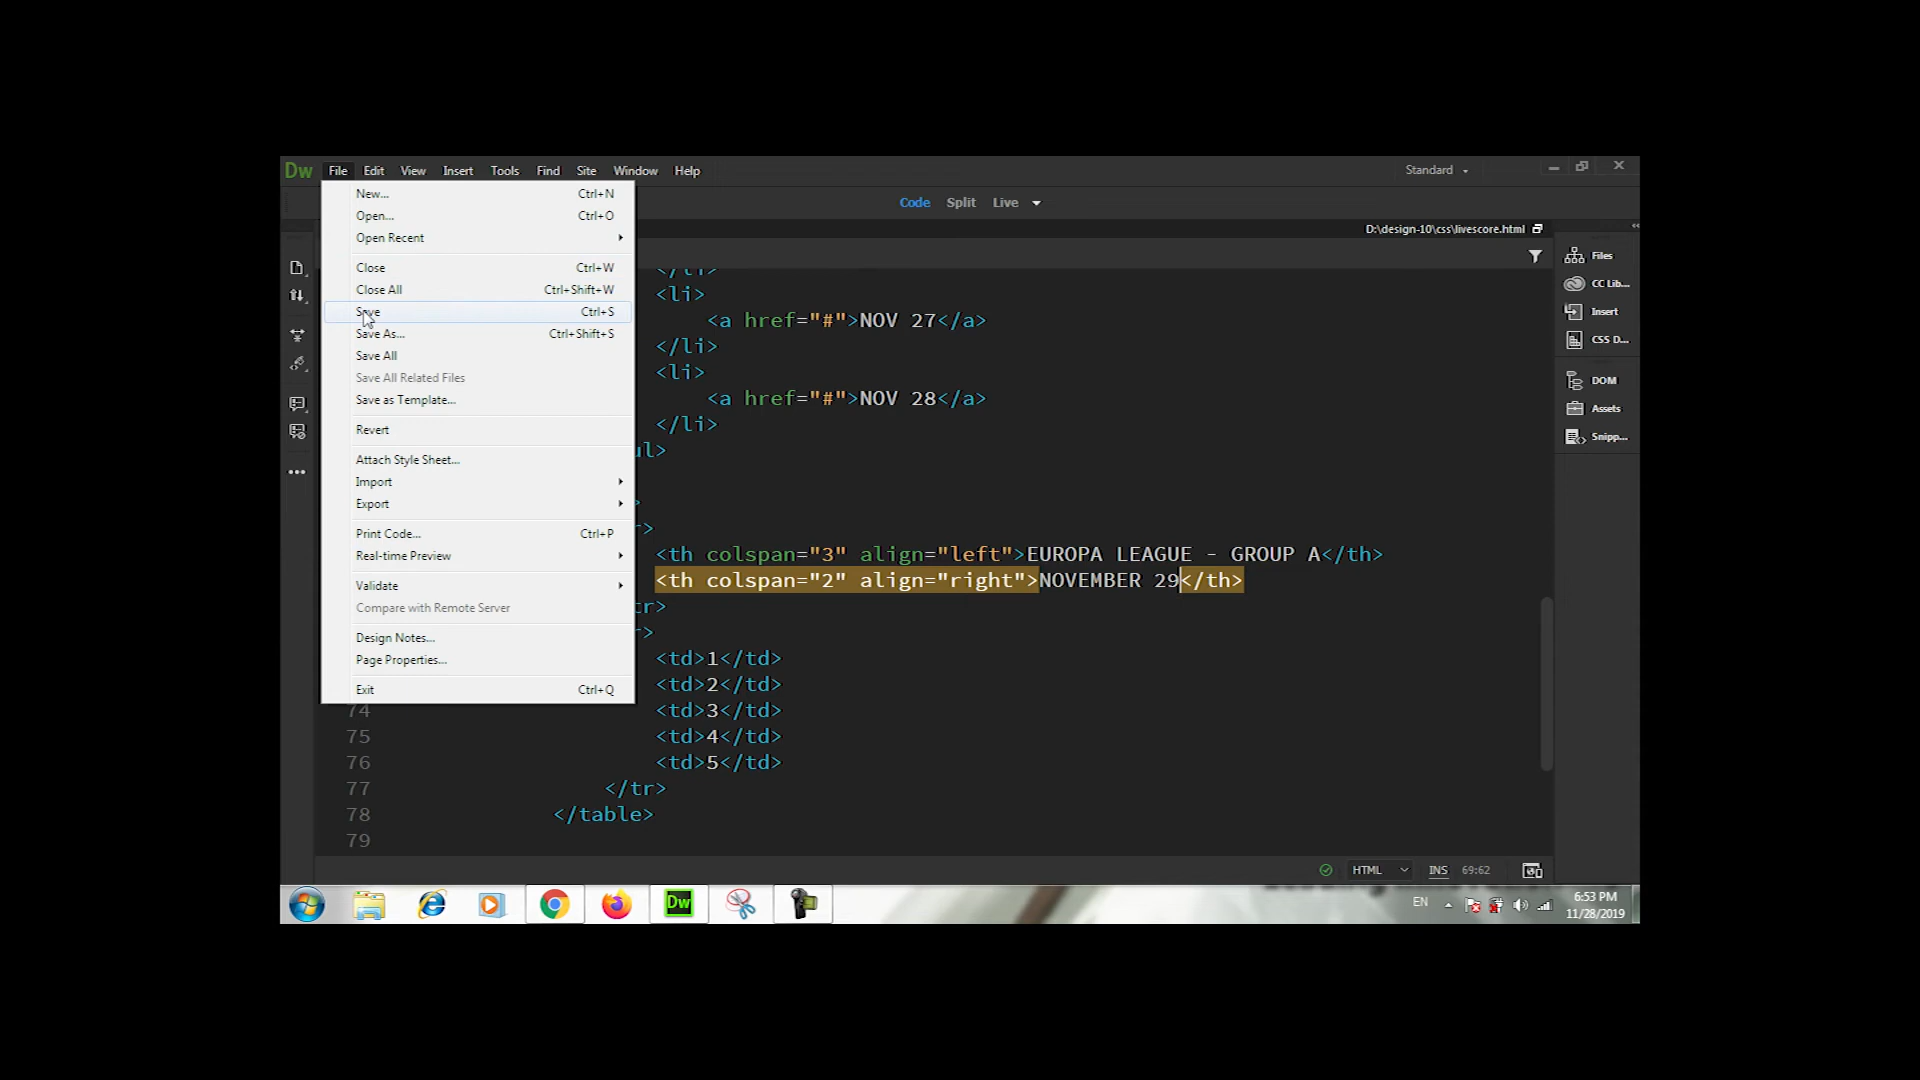 Dw File Edit View Insert Tools Find Site Window Help Standard
New... Ctrl+N
Open... Ctrl+O
Open Recent
Close Ctrl+W
Close All Ctrl+Shift+W
Save Ctrl+S
Save As... Ctrl+Shift+S
Save All
Save All Related Files
Save as Template...
Revert
Attach Style Sheet...
Import
Export
Print Code... Ctrl+P
Real-time Preview
Validate
Compare with Remote Server
Design Notes...
Page Properties...
Exit Ctrl+Q
Code Split Live
D:\design-10\css\livescore.html
</li>
<li>
<a href="#">NOV 27</a>
</li>
<li>
<a href="#">NOV 28</a>
</li>
ul>
>
r>
<th colspan="3" align="left">EUROPA LEAGUE - GROUP A</th>
<th colspan="2" align="right">NOVEMBER 29</th>
tr>
r>
<td>1</td>
<td>2</td>
<td>3</td>
74
<td>4</td>
75
<td>5</td>
76
77 </tr>
78 </table>
79
Files
CC Lib...
Insert
CSS D...
DOM
Assets
Snipp...
HTML INS 69:62
Dw
EN
6:53 PM
11/28/2019